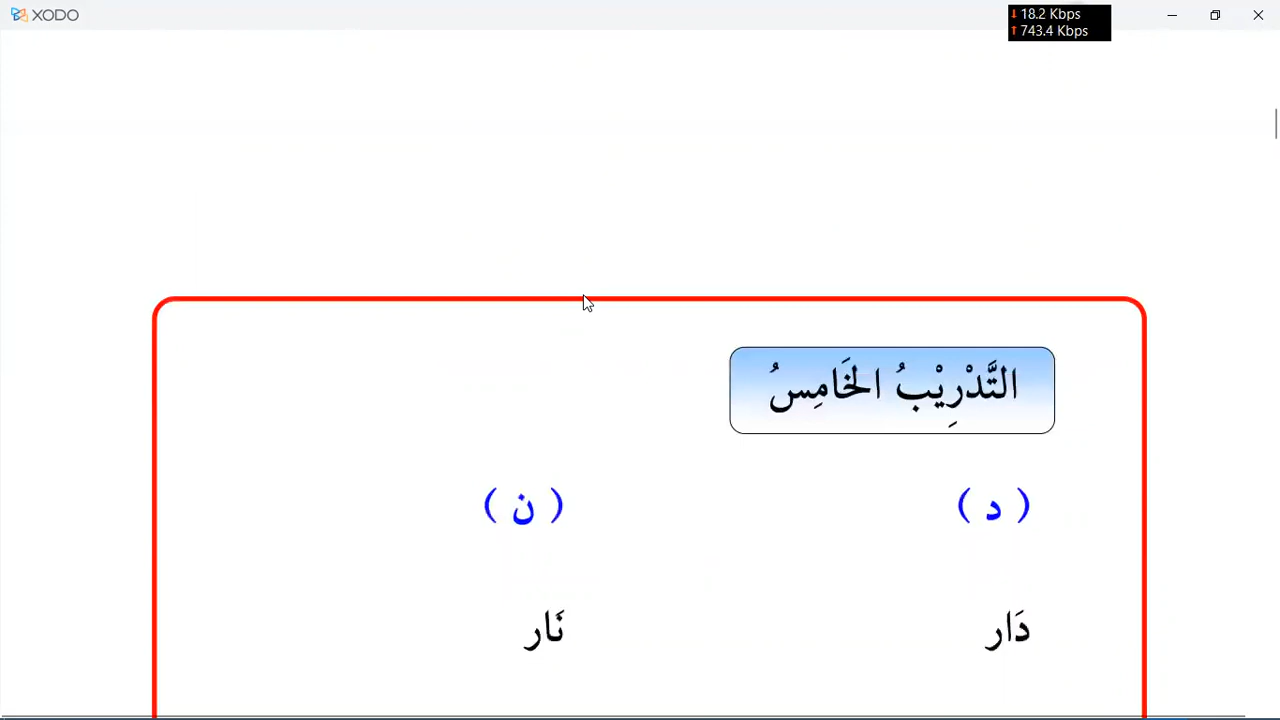 XODO
↓ 18.2 Kbps
↑ 743.4 Kbps
التَّدْرِيْبُ الخَامِسُ
( د ) ( ن )
دَار نَار